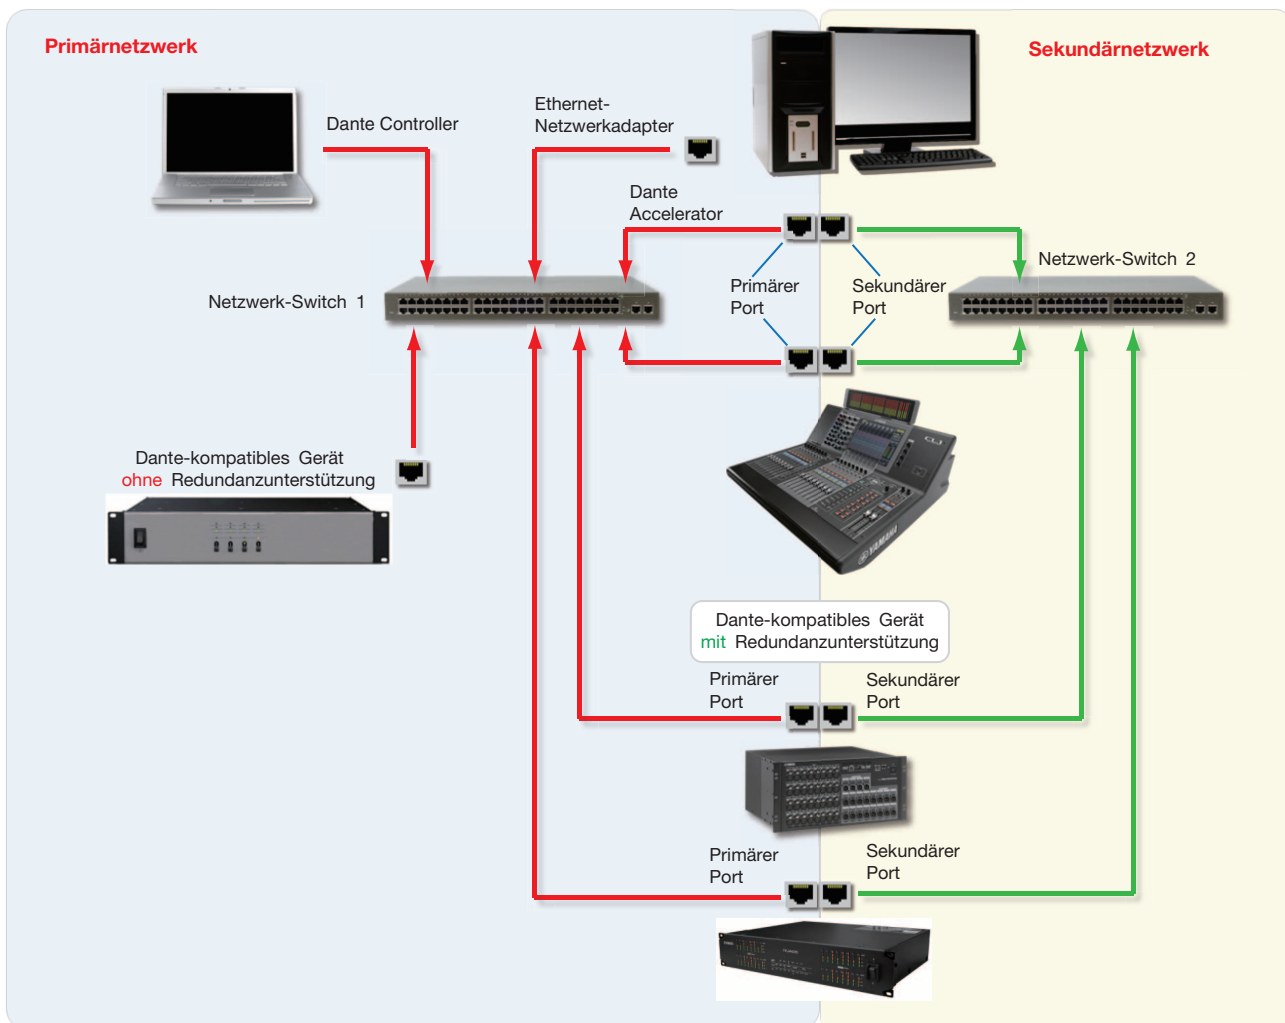 Primärnetzwerk
Sekundärnetzwerk
Dante Controller
Ethernet-
Netzwerkadapter
Dante
Accelerator
Netzwerk-Switch 1
Primärer
Port
Sekundärer
Port
Netzwerk-Switch 2
Dante-kompatibles Gerät
ohne Redundanzunterstützung
YAMAHA
Dante-kompatibles Gerät
mit Redundanzunterstützung
Primärer
Port
Sekundärer
Port
Primärer
Port
Sekundärer
Port